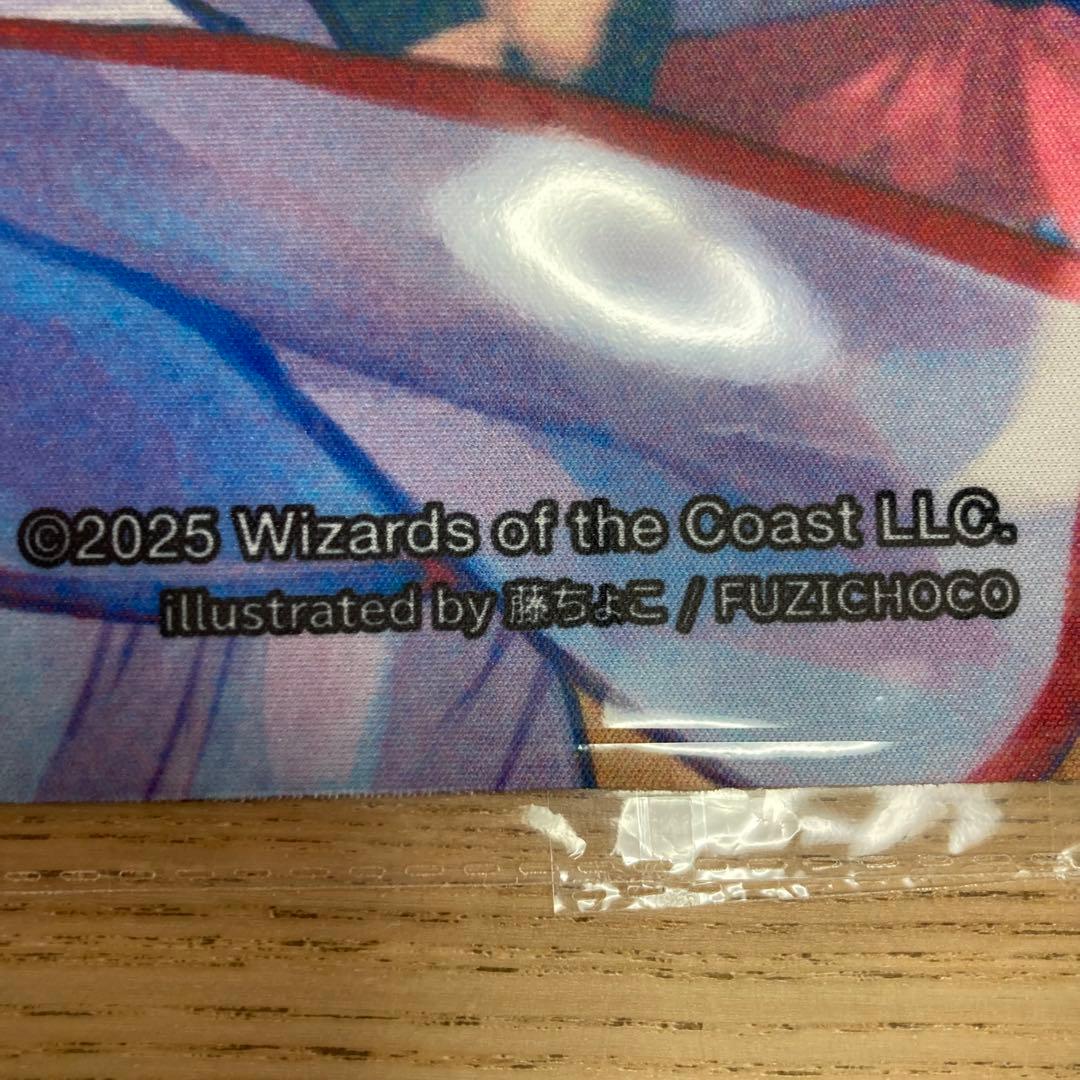 ©2025 Wizards of the Coast LLC.
illustrated by 藤ちょこ / FUZICHOCO